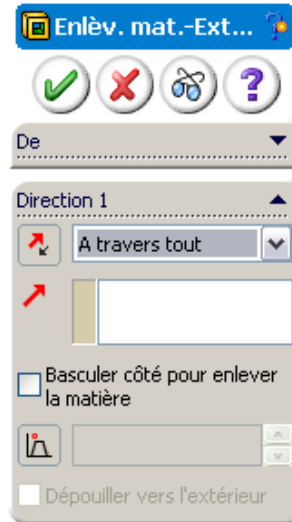 Enlèv. mat.-Ext...
De
Direction 1
A travers tout
Basculer côté pour enlever
la matière
Dépouiller vers l'extérieur